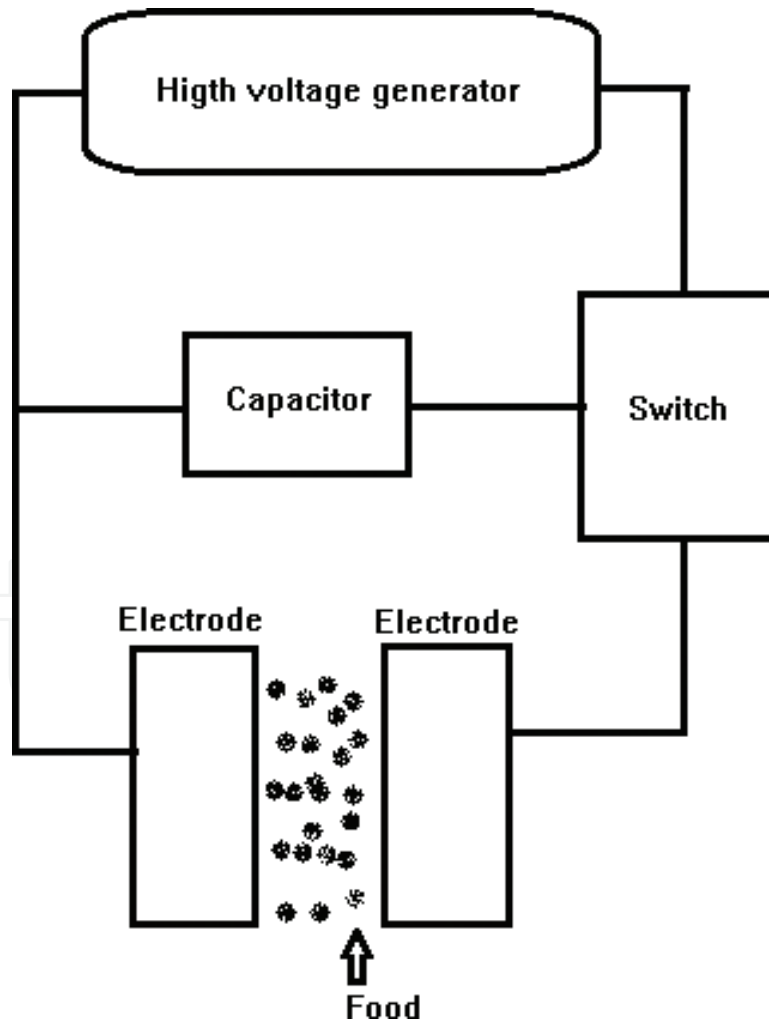 Higth voltage generator
Capacitor
Switch
Electrode
Electrode
Food